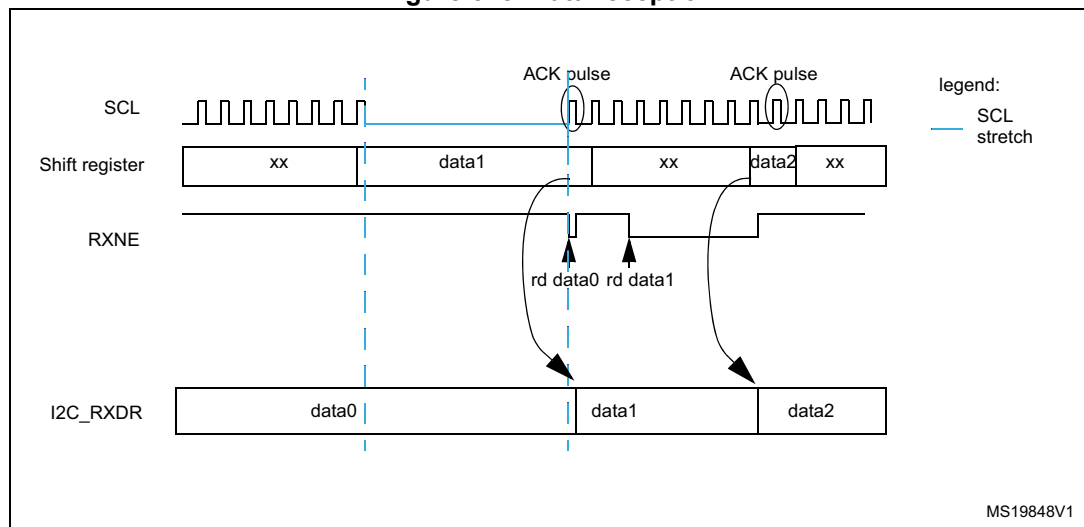 ACK pulse
ACK pulse
legend:
SCL
SCL
stretch
Shift register
xx
data1
xx
data2
xx
RXNE
rd data0
rd data1
I2C_RXDR
data0
data1
data2
MS19848V1